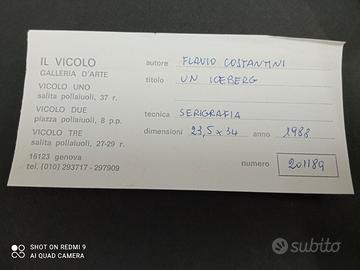 IL VICOLO
GALLERIA D'ARTE
VICOLO UNO
salita pollaiuoli, 37 r.
VICOLO DUE
piazza pollaiuoli, 8 p.p.
VICOLO TRE
salita pollaiuoli, 27-29 r.
16123 genova
tel. (010) 293717 - 297909
autore FLAVIO COSTANTINI
titolo UN ICEBERG
tecnica SERIGRAFIA
dimensioni 23,5 x 34 anno 1988
numero 201189
SHOT ON REDMI 9
AI QUAD CAMERA
subito